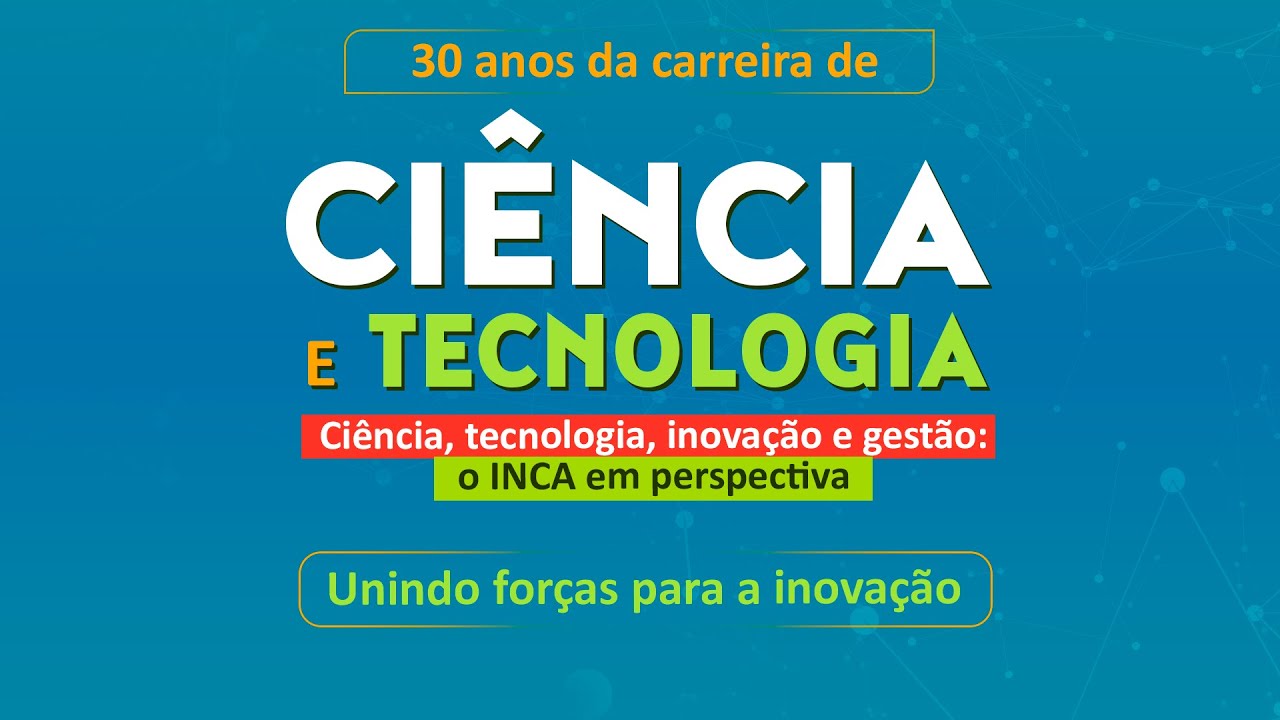 30 anos da carreira de
CIÊNCIA
E TECNOLOGIA
Ciência, tecnologia, inovação e gestão:
o INCA em perspectiva
Unindo forças para a inovação